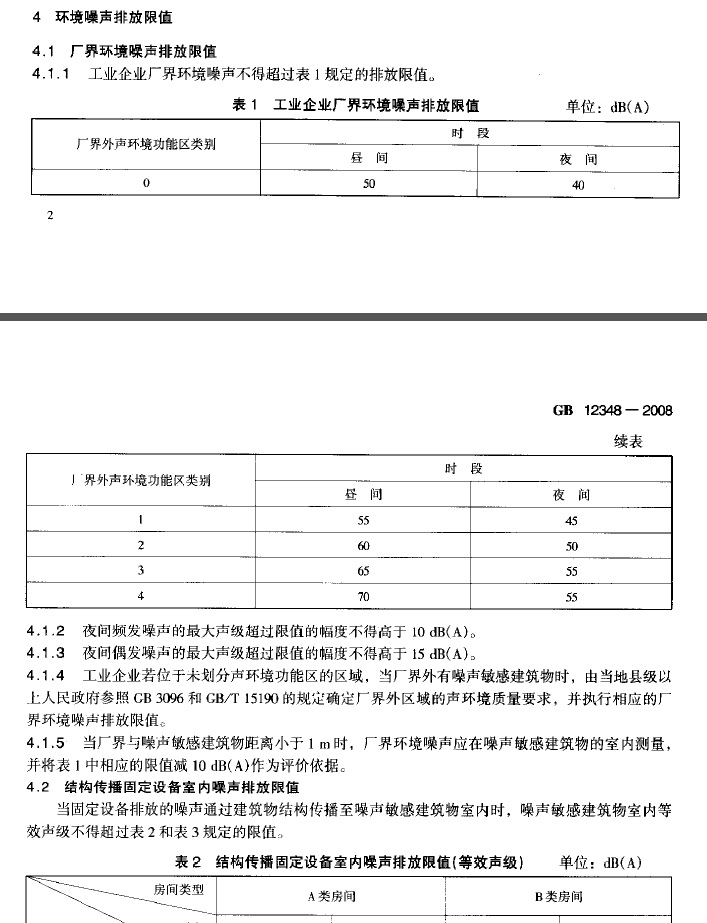 4 环境噪声排放限值
4.1 厂界环境噪声排放限值
4.1.1 工业企业厂界环境噪声不得超过表 1 规定的排放限值。
表 1 工业企业厂界环境噪声排放限值 单位：dB(A)
厂界外声环境功能区类别 时 段
昼 间 夜 间
0 50 40
2
GB 12348—2008
续表
厂界外声环境功能区类别 时 段
昼 间 夜 间
1 55 45
2 60 50
3 65 55
4 70 55
4.1.2 夜间频发噪声的最大声级超过限值的幅度不得高于 10 dB(A)。
4.1.3 夜间偶发噪声的最大声级超过限值的幅度不得高于 15 dB(A)。
4.1.4 工业企业若位于未划分声环境功能区的区域，当厂界外有噪声敏感建筑物时，由当地县级以
上人民政府参照 GB 3096 和 GB/T 15190 的规定确定厂界外区域的声环境质量要求，并执行相应的厂
界环境噪声排放限值。
4.1.5 当厂界与噪声敏感建筑物距离小于 1 m 时，厂界环境噪声应在噪声敏感建筑物的室内测量，
并将表 1 中相应的限值减 10 dB(A)作为评价依据。
4.2 结构传播固定设备室内噪声排放限值
当固定设备排放的噪声通过建筑物结构传播至噪声敏感建筑物室内时，噪声敏感建筑物室内等
效声级不得超过表 2 和表 3 规定的限值。
表 2 结构传播固定设备室内噪声排放限值(等效声级) 单位：dB(A)
房间类型 A 类房间 B 类房间